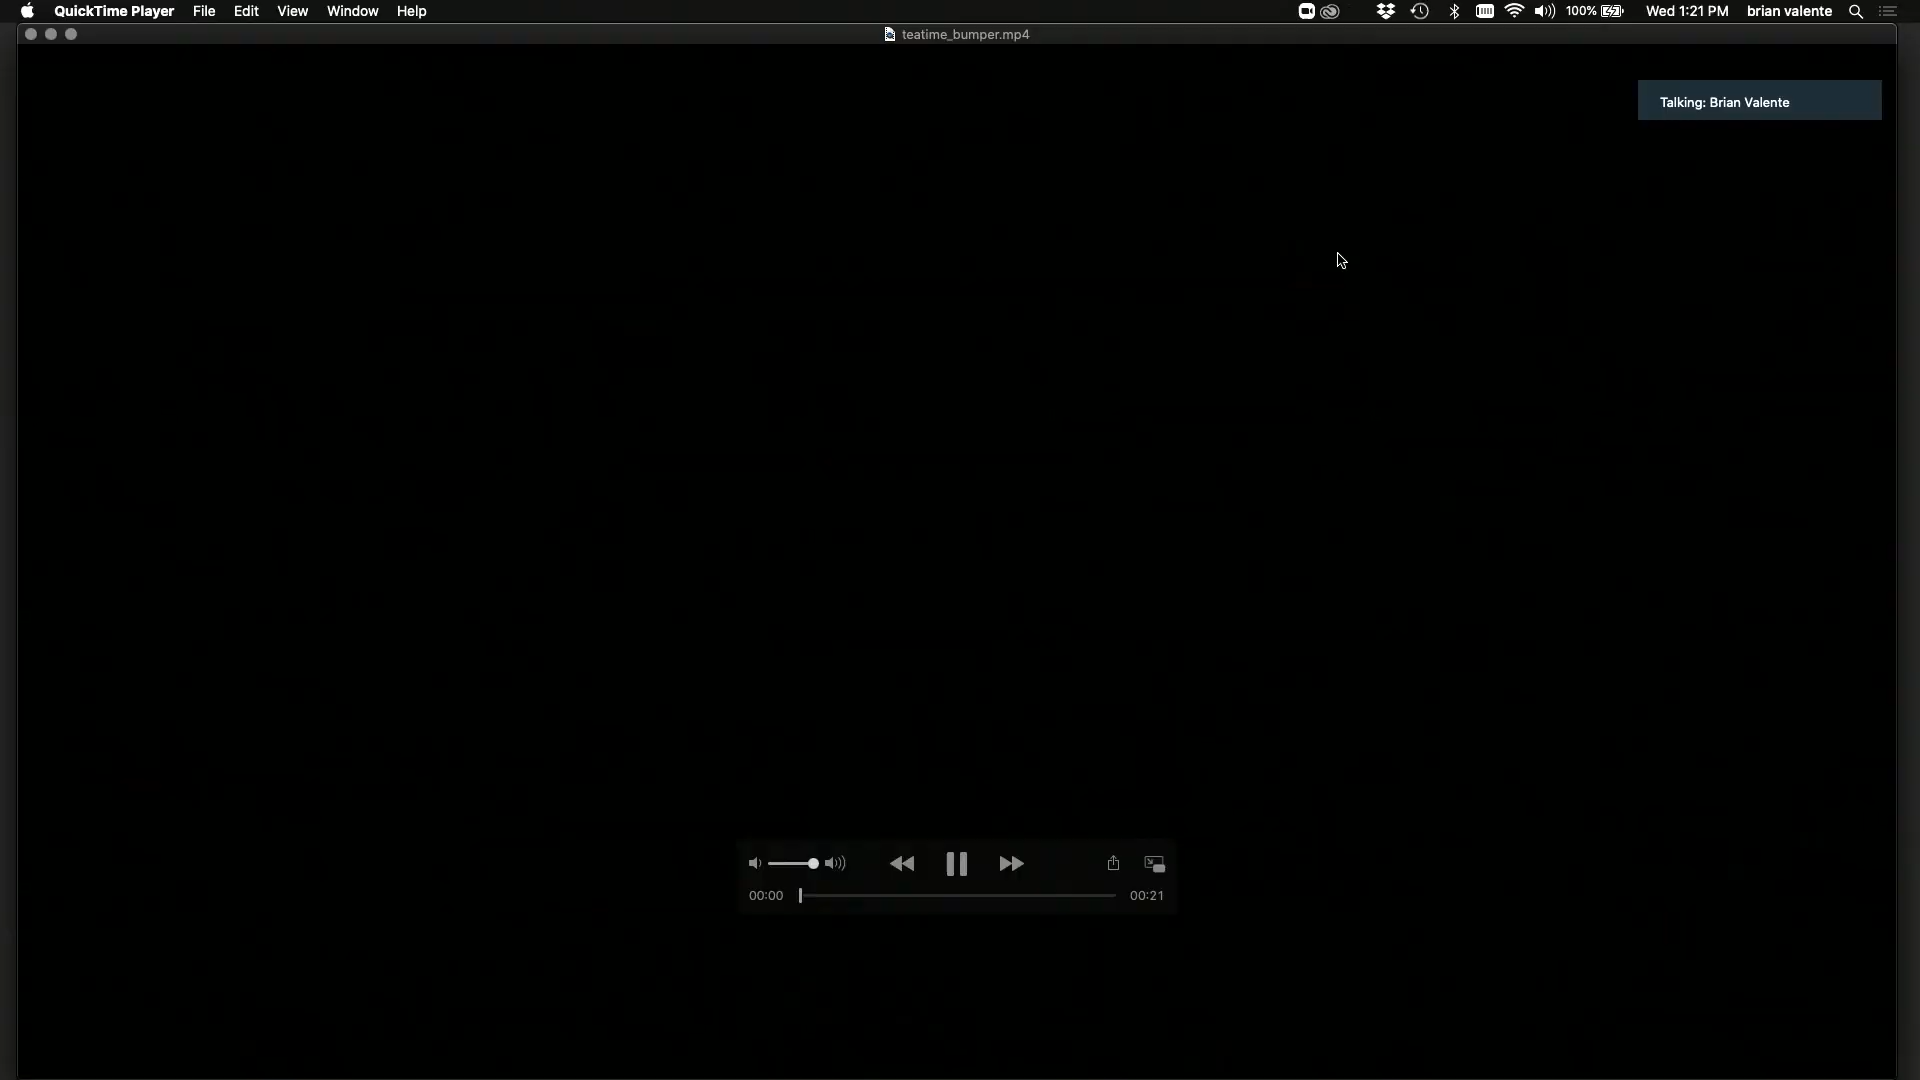 QuickTime Player File Edit View Window Help 100% Wed 1:21 PM brian valente
teatime_bumper.mp4
Talking: Brian Valente
00:00 00:21